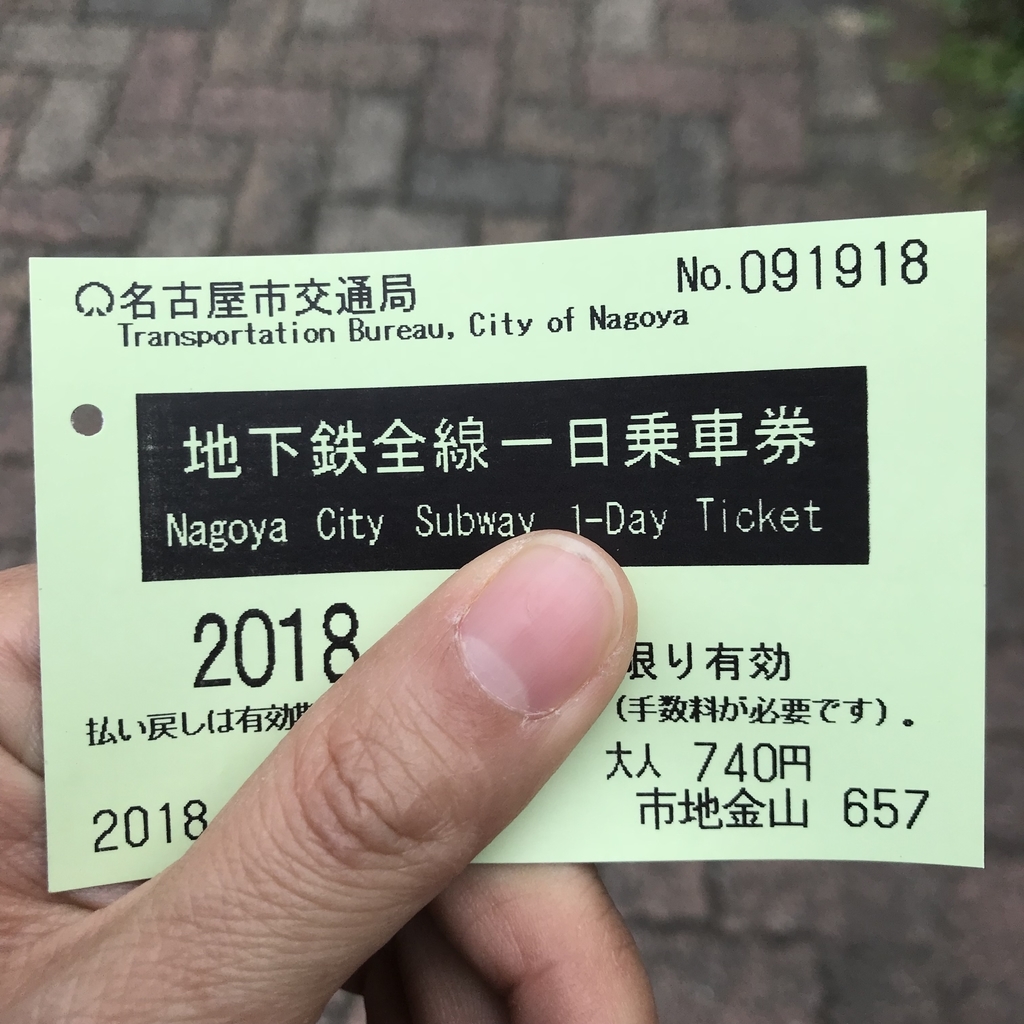 名古屋市交通局
No.091918
Transportation Bureau, City of Nagoya
地下鉄全線一日乗車券
Nagoya City Subway 1-Day Ticket
2018 限り有効
払い戻しは有効 (手数料が必要です)。
大人 740円
2018 市地金山 657